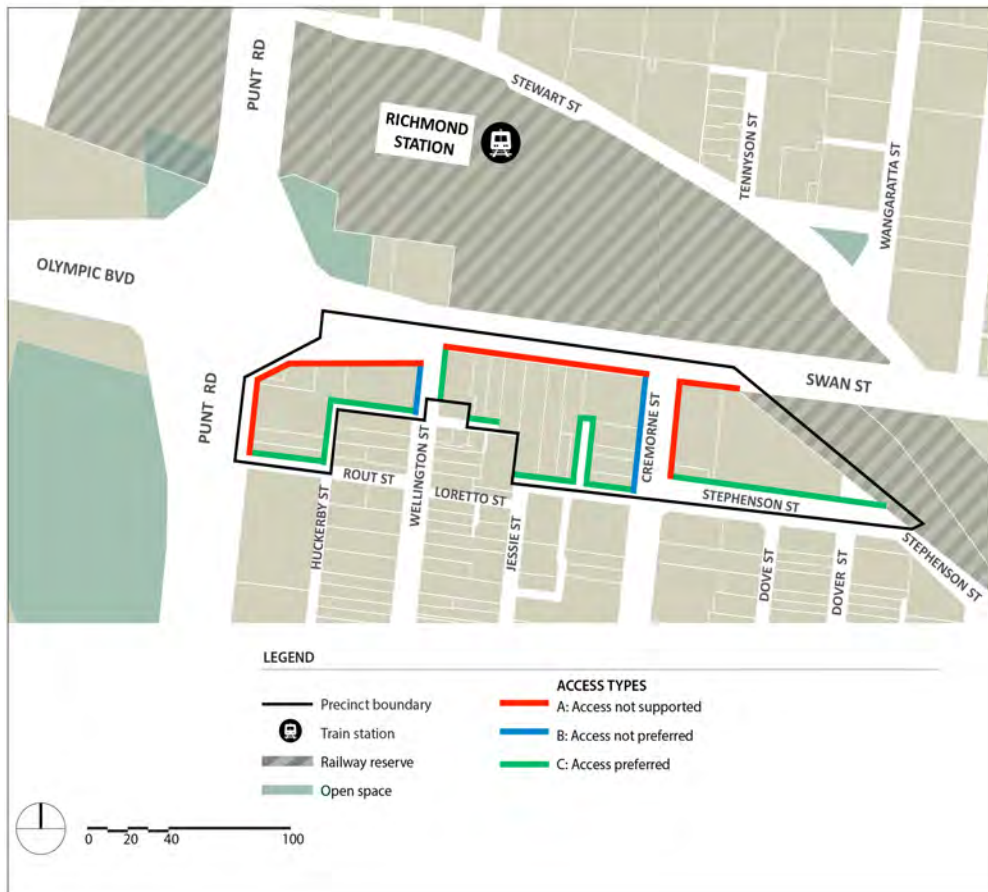 PUNT RD
STEWART ST
RICHMOND
STATION
TENNYSON ST
WANGARATTA ST
OLYMPIC BVD
SWAN ST
PUNT RD
CREMORNE ST
WELLINGTON ST
ROUT ST
HUCKERBY ST
LORETTO ST
JESSIE ST
STEPHENSON ST
DOVE ST
DOVER ST
STEPHENSON ST
LEGEND
Precinct boundary
Train station
Railway reserve
Open space
ACCESS TYPES
A: Access not supported
B: Access not preferred
C: Access preferred
0 20 40 100